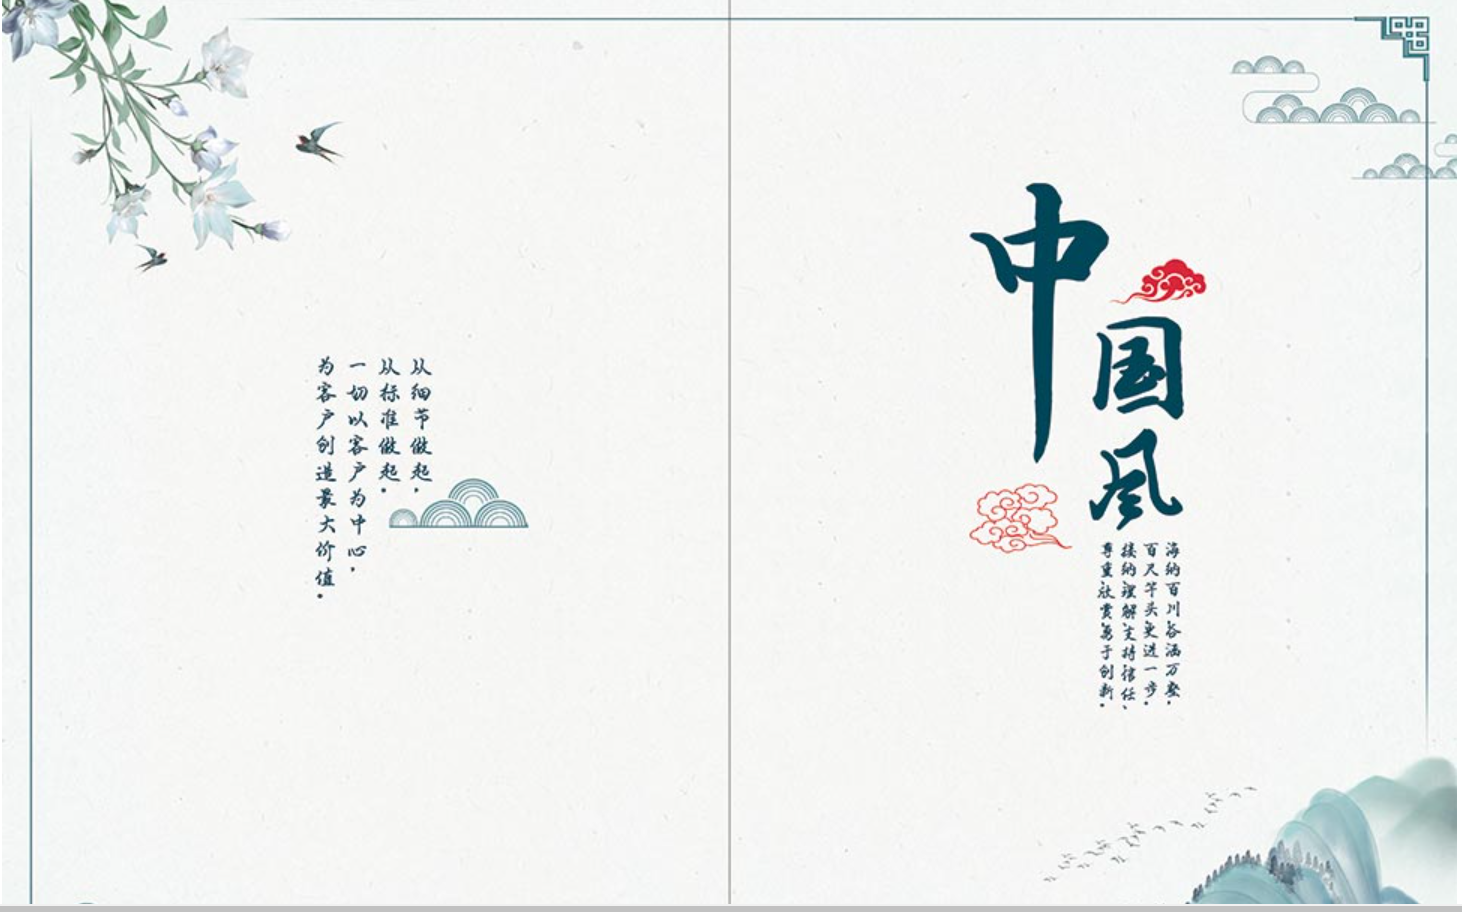 从细节做起，
从标准做起。
一切以客户为中心，
为客户创造最大价值。
中国风
海纳百川容涵万壑，
百尺竿头更进一步。
接纳理解支持信任、
尊重欣赏勇于创新。